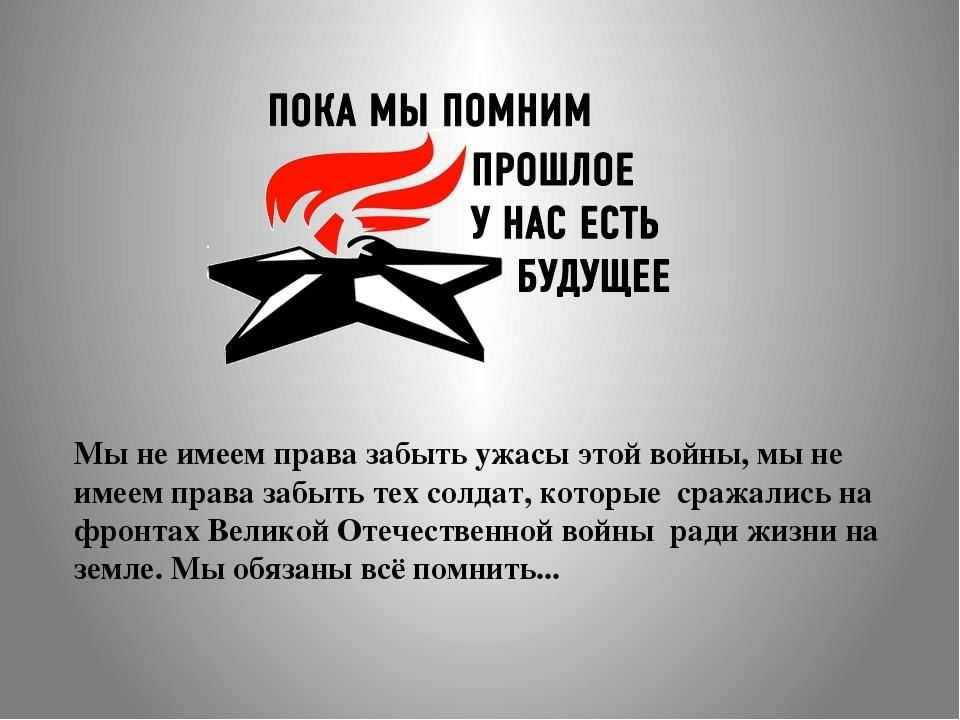 ПОКА МЫ ПОМНИМ
ПРОШЛОЕ
У НАС ЕСТЬ
БУДУЩЕЕ
Мы не имеем права забыть ужасы этой войны, мы не
имеем права забыть тех солдат, которые  сражались на
фронтах Великой Отечественной войны  ради жизни на
земле. Мы обязаны всё помнить...